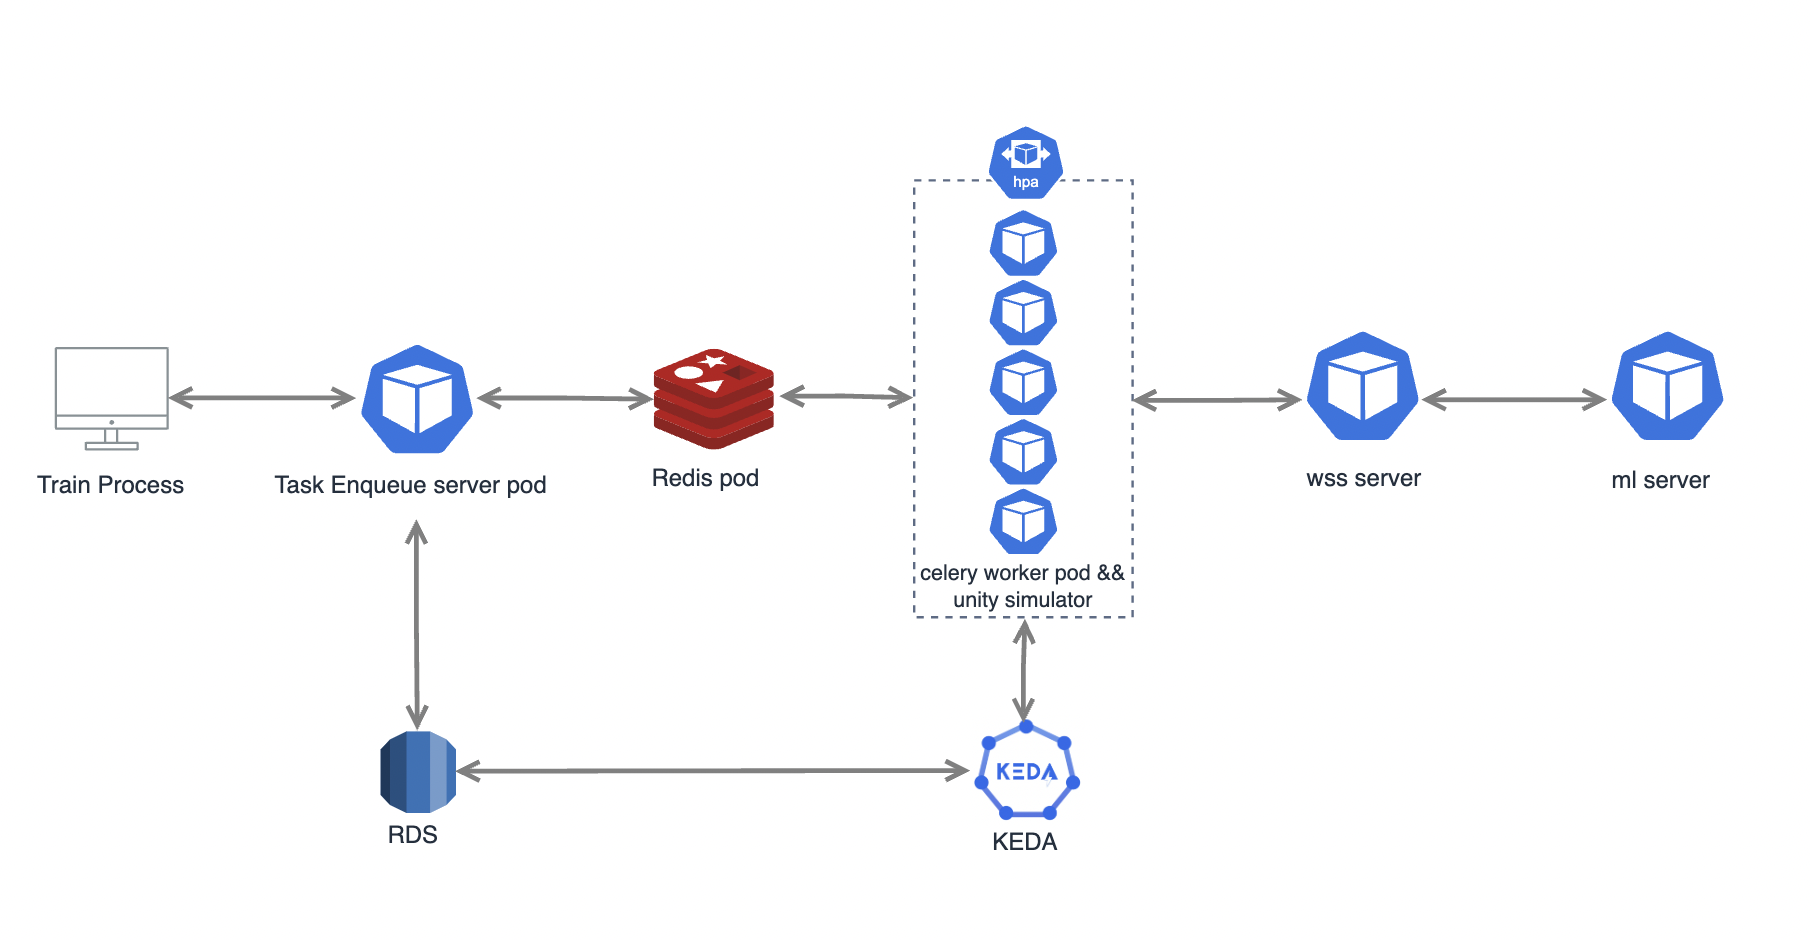 hpa
Train Process
Task Enqueue server pod
Redis pod
celery worker pod &&
unity simulator
wss server
ml server
RDS
KEDA
KEDA